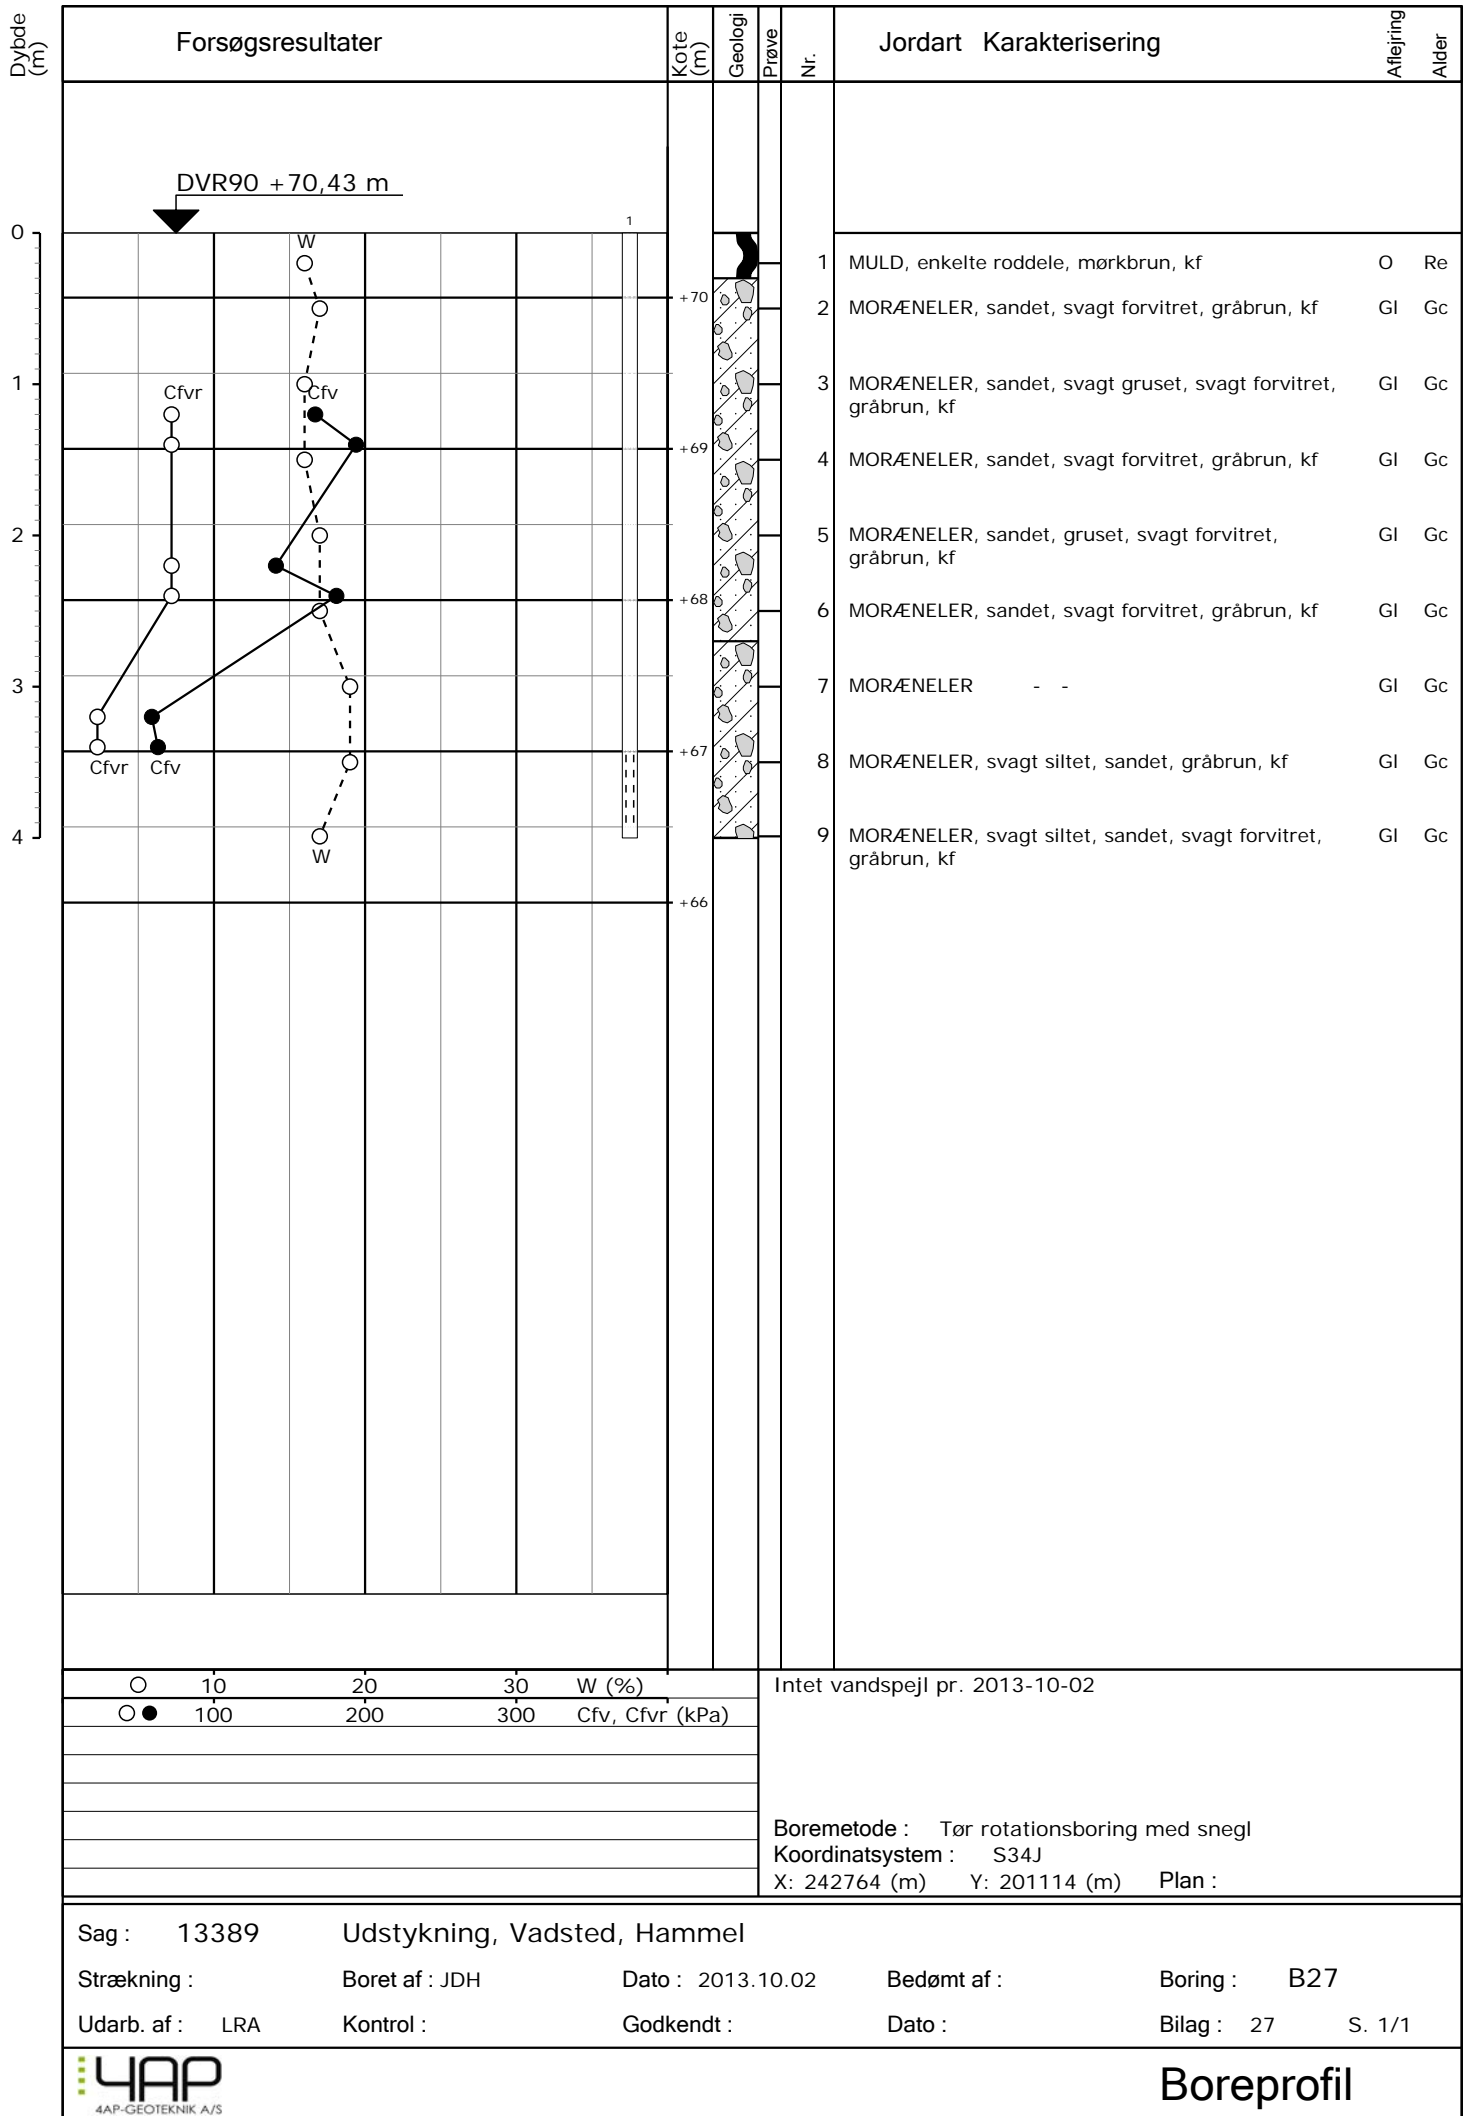 Dybde (m)
Forsøgsresultater
Kote (m)
Geologi
Prøve
Nr.
Jordart Karakterisering
Aflejring
Alder
DVR90 +70,43 m
0
1
W
1 MULD, enkelte roddele, mørkbrun, kf O Re
+70
2 MORÆNELER, sandet, svagt forvitret, gråbrun, kf Gl Gc
1
Cfvr
Cfv
3 MORÆNELER, sandet, svagt gruset, svagt forvitret, Gl Gc
gråbrun, kf
+69
4 MORÆNELER, sandet, svagt forvitret, gråbrun, kf Gl Gc
2
5 MORÆNELER, sandet, gruset, svagt forvitret, Gl Gc
gråbrun, kf
+68
6 MORÆNELER, sandet, svagt forvitret, gråbrun, kf Gl Gc
3
7 MORÆNELER - - Gl Gc
+67
Cfvr Cfv
8 MORÆNELER, svagt siltet, sandet, gråbrun, kf Gl Gc
4
W
9 MORÆNELER, svagt siltet, sandet, svagt forvitret, Gl Gc
gråbrun, kf
+66
10 20 30 W (%)
100 200 300 Cfv, Cfvr (kPa)
Intet vandspejl pr. 2013-10-02
Boremetode : Tør rotationsboring med snegl
Koordinatsystem : S34J
X: 242764 (m) Y: 201114 (m) Plan :
Sag : 13389 Udstykning, Vadsted, Hammel
Strækning : Boret af : JDH Dato : 2013.10.02 Bedømt af : Boring : B27
Udarb. af : LRA Kontrol : Godkendt : Dato : Bilag : 27 S. 1/1
4AP
4AP-GEOTEKNIK A/S
Boreprofil